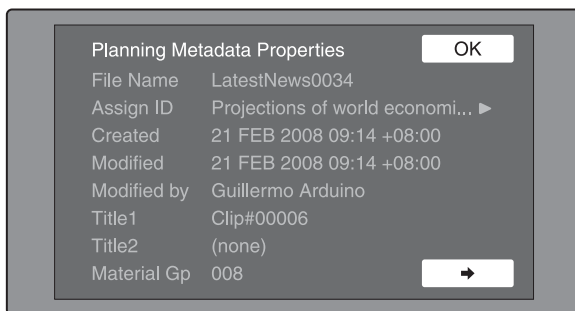 Planning Metadata Properties OK
File Name LatestNews0034
Assign ID Projections of world economi... ▶
Created 21 FEB 2008 09:14 +08:00
Modified 21 FEB 2008 09:14 +08:00
Modified by Guillermo Arduino
Title1 Clip#00006
Title2 (none)
Material Gp 008 ➜